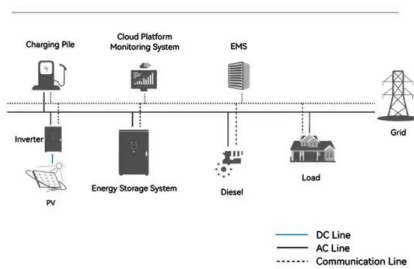 Charging Pile
Cloud Platform
Monitoring System
EMS
Grid
Inverter
PV
Energy Storage System
Diesel
Load
DC Line
AC Line
Communication Line